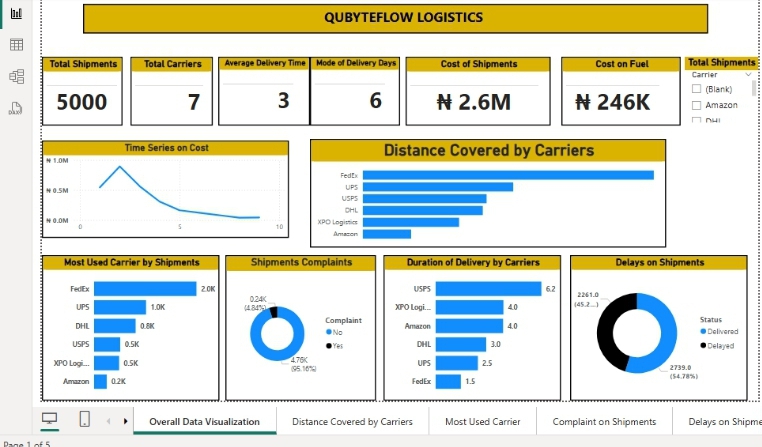 QUBYTEFLOW LOGISTICS
Total Shipments
5000
Total Carriers
7
Average Delivery Time
3
Mode of Delivery Days
6
Cost of Shipments
₦ 2.6M
Cost on Fuel
₦ 246K
Total Shipments
Carrier
(Blank)
Amazon
DHL
Time Series on Cost
₦ 1.0M
₦ 0.5M
₦ 0.0M
0 5 10
Distance Covered by Carriers
FedEx
UPS
USPS
DHL
XPO Logistics
Amazon
Most Used Carrier by Shipments
FedEx 2.0K
UPS 1.0K
DHL 0.8K
USPS 0.5K
XPO Logi... 0.5K
Amazon 0.2K
Shipments Complaints
0.24K
(4.84%)
4.76K
(95.16%)
Complaint
No
Yes
Duration of Delivery by Carriers
USPS 6.2
XPO Logi... 4.0
Amazon 4.0
DHL 3.0
UPS 2.5
FedEx 1.5
Delays on Shipments
2261.0
(45.2...)
2739.0
(54.78%)
Status
Delivered
Delayed
Overall Data Visualization Distance Covered by Carriers Most Used Carrier Complaint on Shipments Delays on Shipme
Page 1 of 5